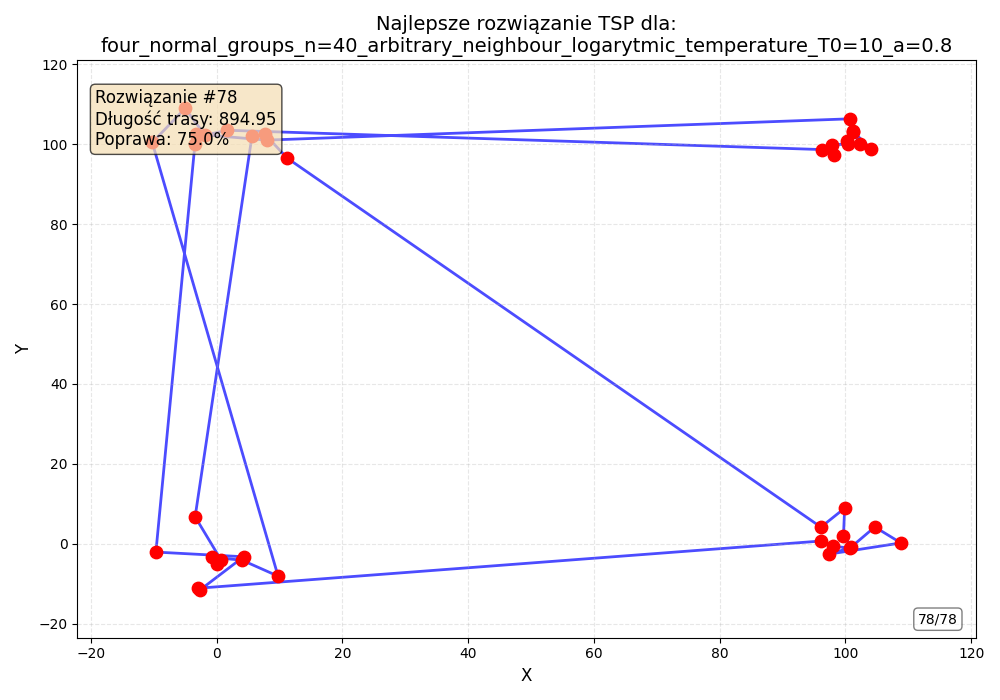 Najlepsze rozwiązanie TSP dla:
four_normal_groups_n=40_arbitrary_neighbour_logarytmic_temperature_T0=10_a=0.8
Rozwiązanie #78
Długość trasy: 894.95
Poprawa: 75.0%
120
100
80
60
40
20
0
−20
Y
78/78
−20
0
20
40
60
80
100
120
X